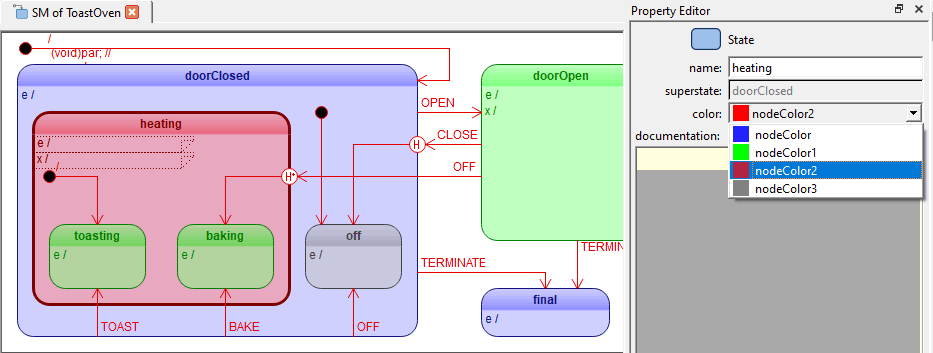 SM of ToastOven
/
(void)par; //
doorClosed
e /
heating
e /
x /
/
toasting
e /
baking
e /
off
e /
H
H*
OPEN
CLOSE
OFF
doorOpen
e /
x /
TERMINATE
TERMIN
final
e /
TOAST
BAKE
OFF
Property Editor
State
name: heating
superstate: doorClosed
color: nodeColor2
documentation:
nodeColor
nodeColor1
nodeColor2
nodeColor3